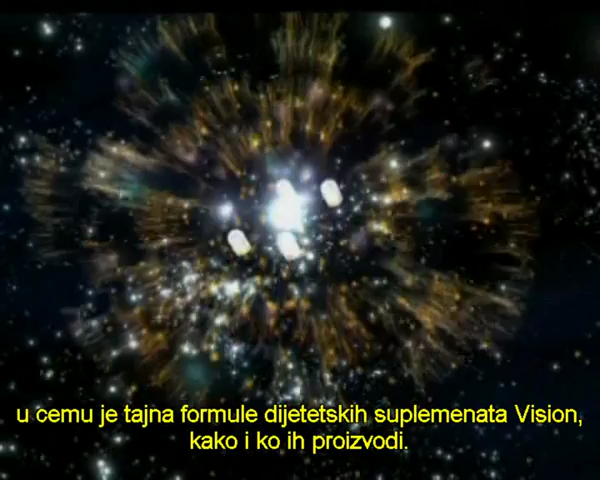 u cemu je tajna formule dijetetskih suplemenata Vision,
kako i ko ih proizvodi.